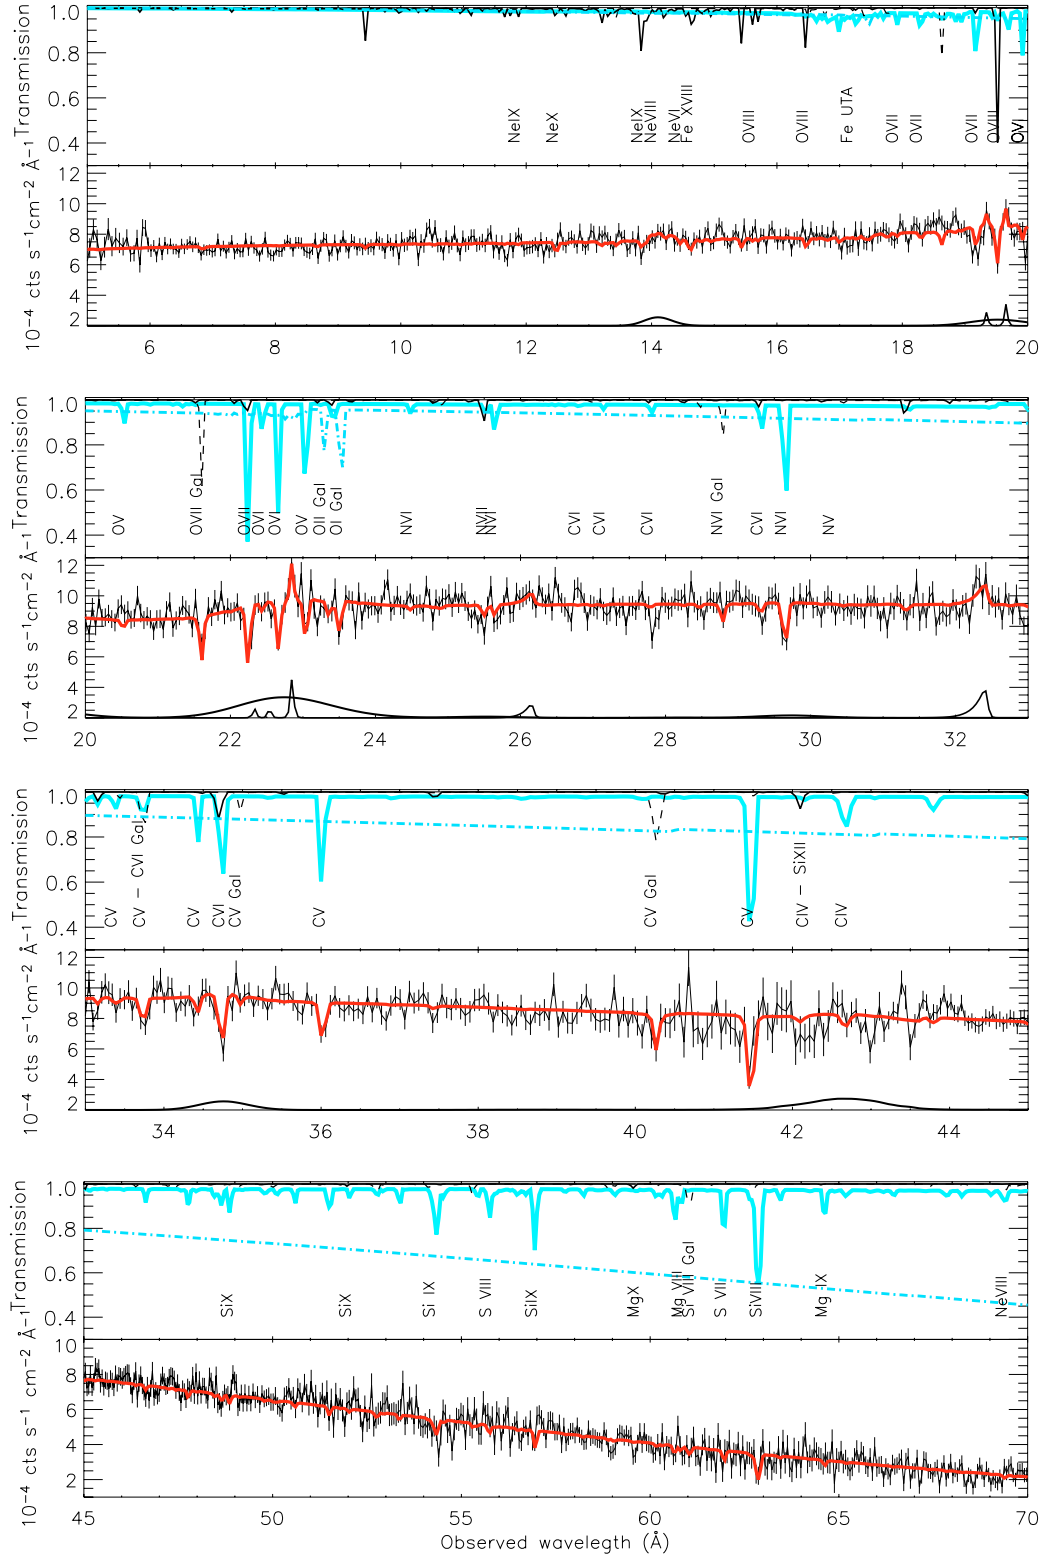 Transmission
1.0
0.8
0.6
0.4
NeIX
NeX
NeIX
NeVIII
NeVI
Fe XVIII
OVIII
OVIII
Fe UTA
OVII
OVII
OVII
OVIII
OVI
10−4 cts s−1cm−2 Å−1
12
10
8
6
4
2
6 8 10 12 14 16 18 20
Transmission
1.0
0.8
0.6
0.4
OV
OVII Gal
OVII
OVI
OVI
OV
OII Gal
OI Gal
NVI
NVII
NVI
CVI
CVI
CVI
NVI Gal
CVI
NVI
NV
10−4 cts s−1cm−2 Å−1
12
10
8
6
4
2
20 22 24 26 28 30 32
Transmission
1.0
0.8
0.6
0.4
CV
CV − CVI Gal
CV
CVI
CV Gal
CV
CV Gal
CV
CIV − SiXII
CIV
10−4 cts s−1cm−2 Å−1
12
10
8
6
4
2
34 36 38 40 42 44
Transmission
1.0
0.8
0.6
0.4
SiX
SiX
Si IX
S VIII
SiIX
MgX
Mg VIII
Si VIII Gal
S VII
SiVIII
Mg IX
NeVIII
10−4 cts s−1 cm−2 Å−1
10
8
6
4
2
45 50 55 60 65 70
Observed wavelegth (Å)